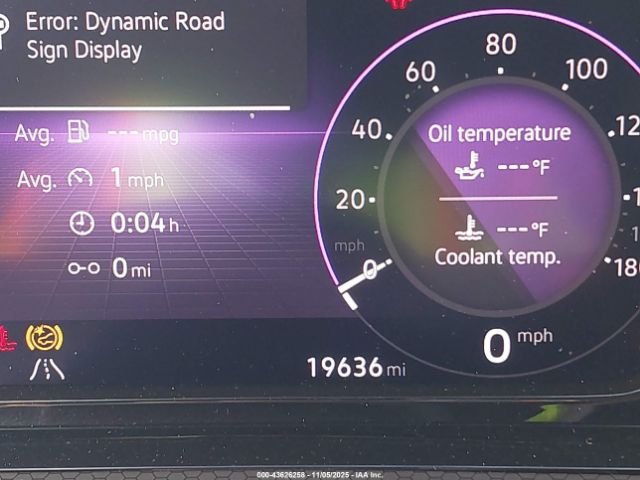 Error: Dynamic Road
Sign Display
Avg. --- mpg
Avg. 1 mph
0:04 h
0 mi
0
20
40
60
80
100
180
mph
Oil temperature
--- °F
--- °F
Coolant temp.
0 mph
19636 mi
000-43626258 - 11/05/2025 - IAA Inc.